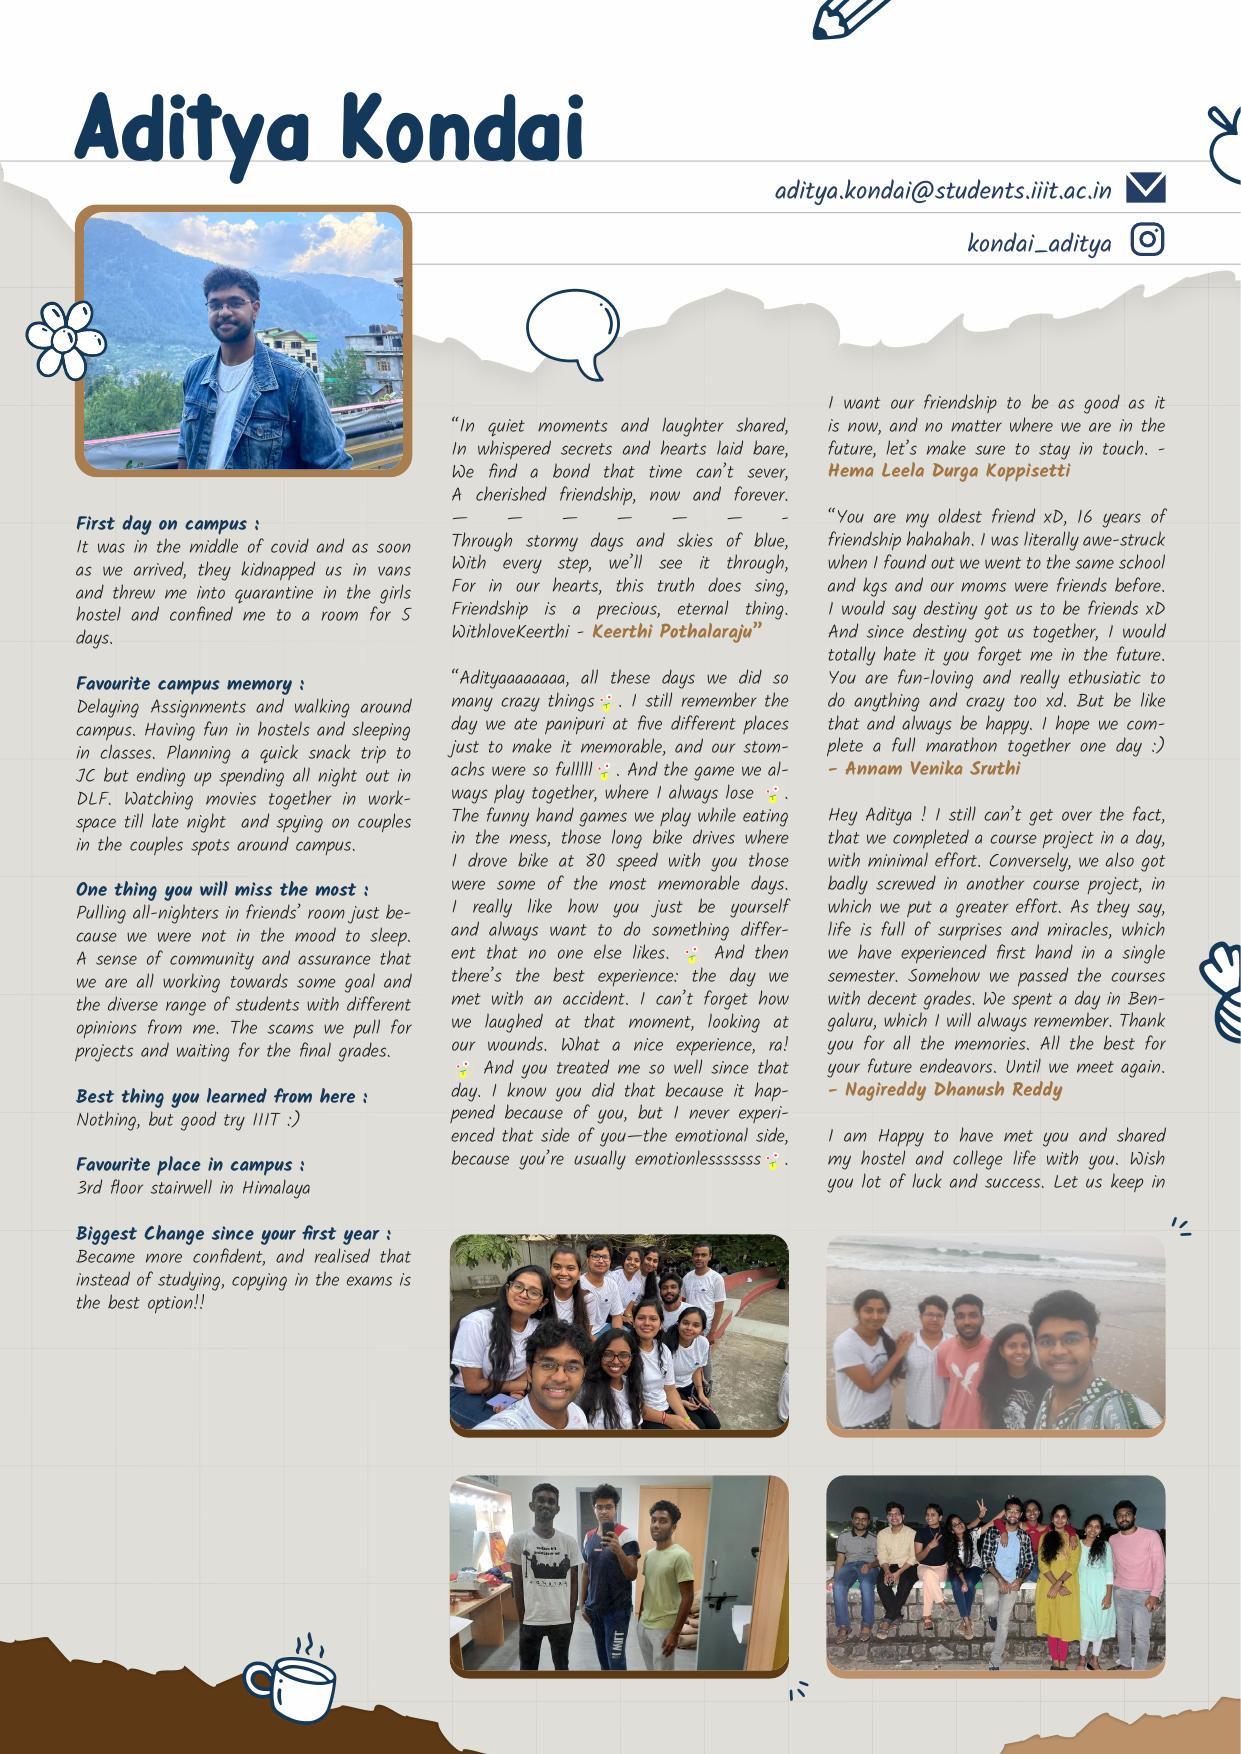 Aditya Kondai
aditya.kondai@students.iiit.ac.in
kondai_aditya
First day on campus :
It was in the middle of covid and as soon
as we arrived, they kidnapped us in vans
and threw me into quarantine in the girls
hostel and confined me to a room for 5
days.
Favourite campus memory :
Delaying Assignments and walking around
campus. Having fun in hostels and sleeping
in classes. Planning a quick snack trip to
JC but ending up spending all night out in
DLF. Watching movies together in work-
space till late night and spying on couples
in the couples spots around campus.
One thing you will miss the most :
Pulling all-nighters in friends' room just be-
cause we were not in the mood to sleep.
A sense of community and assurance that
we are all working towards some goal and
the diverse range of students with different
opinions from me. The scams we pull for
projects and waiting for the final grades.
Best thing you learned from here :
Nothing, but good try IIIT :)
Favourite place in campus :
3rd floor stairwell in Himalaya
Biggest Change since your first year :
Became more confident, and realised that
instead of studying, copying in the exams is
the best option!!
“In quiet moments and laughter shared,
In whispered secrets and hearts laid bare,
We find a bond that time can't sever,
A cherished friendship, now and forever.
— — — — — — -
Through stormy days and skies of blue,
With every step, we'll see it through,
For in our hearts, this truth does sing,
Friendship is a precious, eternal thing.
WithloveKeerthi - Keerthi Pothalaraju”
“Adityaaaaaaaa, all these days we did so
many crazy things. I still remember the
day we ate panipuri at five different places
just to make it memorable, and our stom-
achs were so fulllll. And the game we al-
ways play together, where I always lose .
The funny hand games we play while eating
in the mess, those long bike drives where
I drove bike at 80 speed with you those
were some of the most memorable days.
I really like how you just be yourself
and always want to do something differ-
ent that no one else likes. And then
there's the best experience: the day we
met with an accident. I can't forget how
we laughed at that moment, looking at
our wounds. What a nice experience, ra!
And you treated me so well since that
day. I know you did that because it hap-
pened because of you, but I never experi-
enced that side of you—the emotional side,
because you're usually emotionlesssssss.
I want our friendship to be as good as it
is now, and no matter where we are in the
future, let's make sure to stay in touch. -
Hema Leela Durga Koppisetti
“You are my oldest friend xD, 16 years of
friendship hahahah. I was literally awe-struck
when I found out we went to the same school
and kgs and our moms were friends before.
I would say destiny got us to be friends xD
And since destiny got us together, I would
totally hate it you forget me in the future.
You are fun-loving and really ethusiatic to
do anything and crazy too xd. But be like
that and always be happy. I hope we com-
plete a full marathon together one day :)
- Annam Venika Sruthi
Hey Aditya ! I still can't get over the fact,
that we completed a course project in a day,
with minimal effort. Conversely, we also got
badly screwed in another course project, in
which we put a greater effort. As they say,
life is full of surprises and miracles, which
we have experienced first hand in a single
semester. Somehow we passed the courses
with decent grades. We spent a day in Ben-
galuru, which I will always remember. Thank
you for all the memories. All the best for
your future endeavors. Until we meet again.
- Nagireddy Dhanush Reddy
I am Happy to have met you and shared
my hostel and college life with you. Wish
you lot of luck and success. Let us keep in